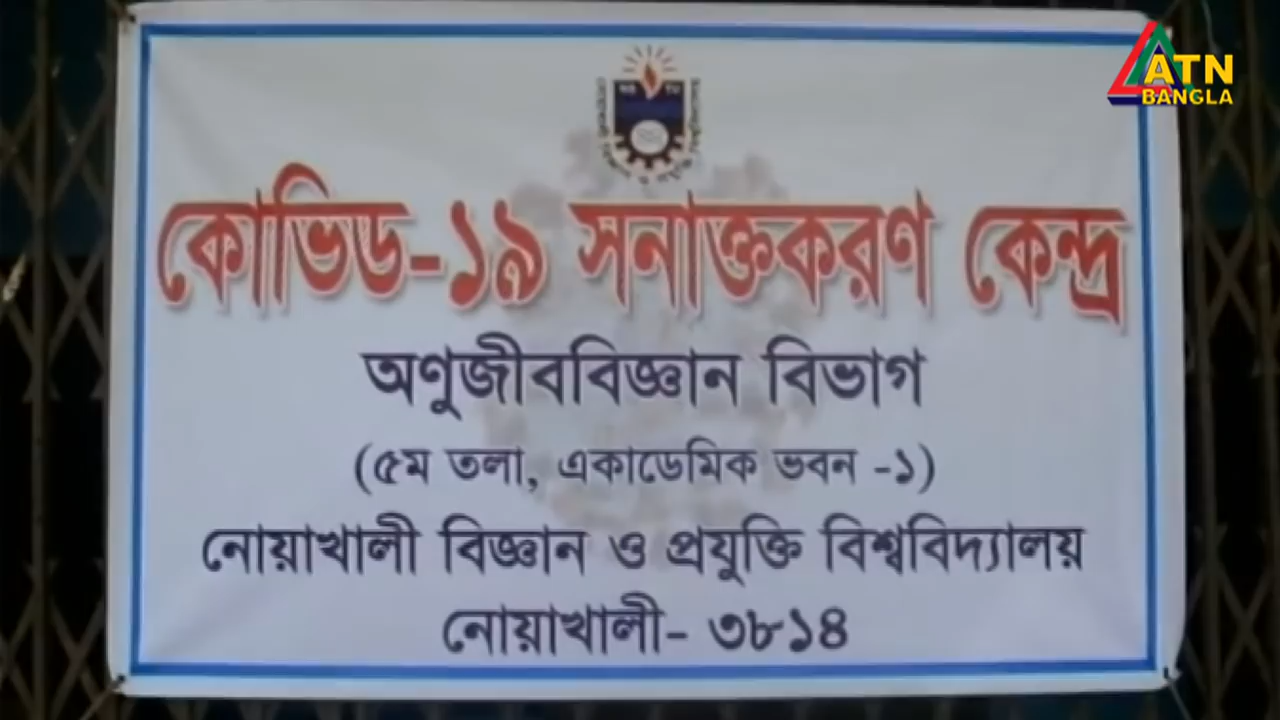 ATN
BANGLA
কোভিড-১৯ সনাক্তকরণ কেন্দ্র
অণুজীববিজ্ঞান বিভাগ
(৫ম তলা, একাডেমিক ভবন -১)
নোয়াখালী বিজ্ঞান ও প্রযুক্তি বিশ্ববিদ্যালয়
নোয়াখালী- ৩৮১৪